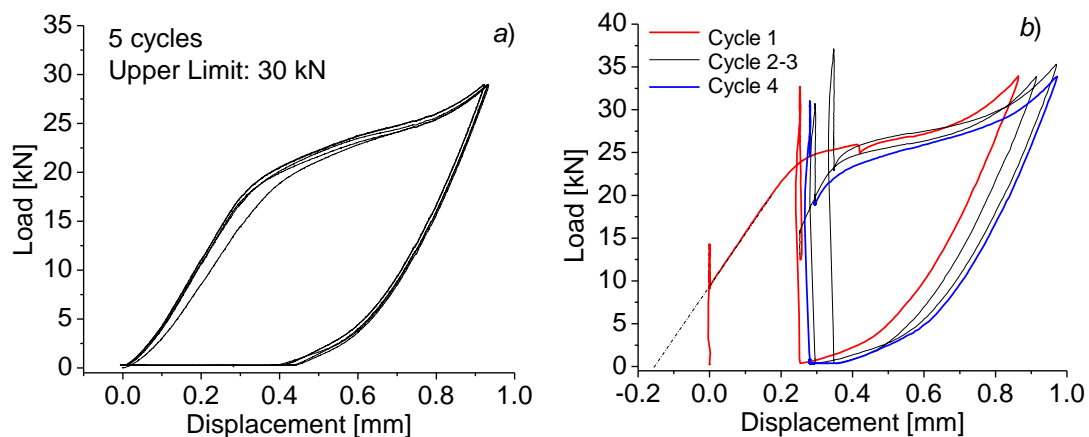 5 cycles
Upper Limit: 30 kN
a)
35
30
25
20
15
10
5
0
Load [kN]
0.0 0.2 0.4 0.6 0.8 1.0
Displacement [mm]
b)
Cycle 1
Cycle 2-3
Cycle 4
40
35
30
25
20
15
10
5
0
Load [kN]
-0.2 0.0 0.2 0.4 0.6 0.8 1.0
Displacement [mm]